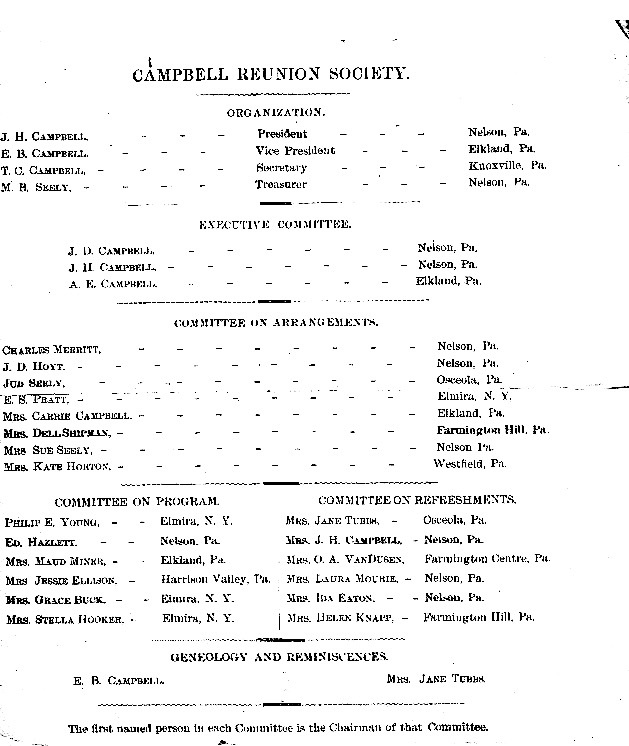 CAMPBELL REUNION SOCIETY.
ORGANIZATION.
J. H. CAMPBELL, - - - President - - - Nelson, Pa.
E. B. CAMPBELL. - - - Vice President - - - Elkland, Pa.
T. C. CAMPBELL, - - - - Secretary - - - Knoxville, Pa.
M. B. SEELY, - - - - Treasurer - - - Nelson, Pa.
EXECUTIVE COMMITTEE.
J. D. CAMPBELL. - - - - - - - Nelson, Pa.
J. H. CAMPBELL. - - - - - - - - Nelson, Pa.
A. E. CAMPBELL. - - - - - - Elkland, Pa.
COMMITTEE ON ARRANGEMENTS.
CHARLES MERRITT, - - - - - - - Nelson, Pa.
J. D. HOYT. - - - - - - - - Nelson, Pa.
JUD SEELY, - - - - - - - Osceola, Pa.
E. S. PRATT, - - - - - - - - Elmira, N. Y.
MRS. CARRIE CAMPBELL. - - - - - - - Elkland, Pa.
MRS. DELL SHIPMAN, - - - - - - - Farmington Hill, Pa.
MRS SUE SEELY, - - - - - - - Nelson Pa.
MRS. KATE HORTON, - - - - - - - Westfield, Pa.
COMMITTEE ON PROGRAM.
PHILIP E. YOUNG, - - Elmira, N. Y.
ED. HAZLETT. - - Nelson, Pa.
MRS. MAUD MINER, - - Elkland, Pa.
MRS JESSIE ELLISON. - Harrison Valley, Pa.
MRS. GRACE BUCK. - - Elmira, N. Y.
MRS. STELLA HOOKER. - Elmira, N. Y.
COMMITTEE ON REFRESHMENTS.
MRS. JANE TUBBS, - Osceola, Pa.
MRS. J. H. CAMPBELL, - Nelson, Pa.
MRS. O. A. VANDUSEN, Farmington Centre, Pa.
MRS. LAURA MOURIE, - Nelson, Pa.
MRS. IDA EATON, - - Nelson, Pa.
MRS. HELEN KNAPP, - Farmington Hill, Pa.
GENEOLOGY AND REMINISCENCES.
E. B. CAMPBELL. MRS. JANE TUBBS.
The first named person in each Committee is the Chairman of that Committee.